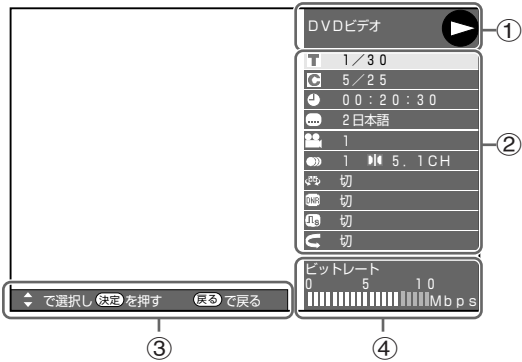 DVDビデオ
①
T 1/30
C 5/25
00:20:30
2日本語
1
②
1 5.1CH
切
DNR 切
切
切
ビットレート
0 5 10
Mbps
で選択し 決定 を押す 戻る で戻る
③ ④